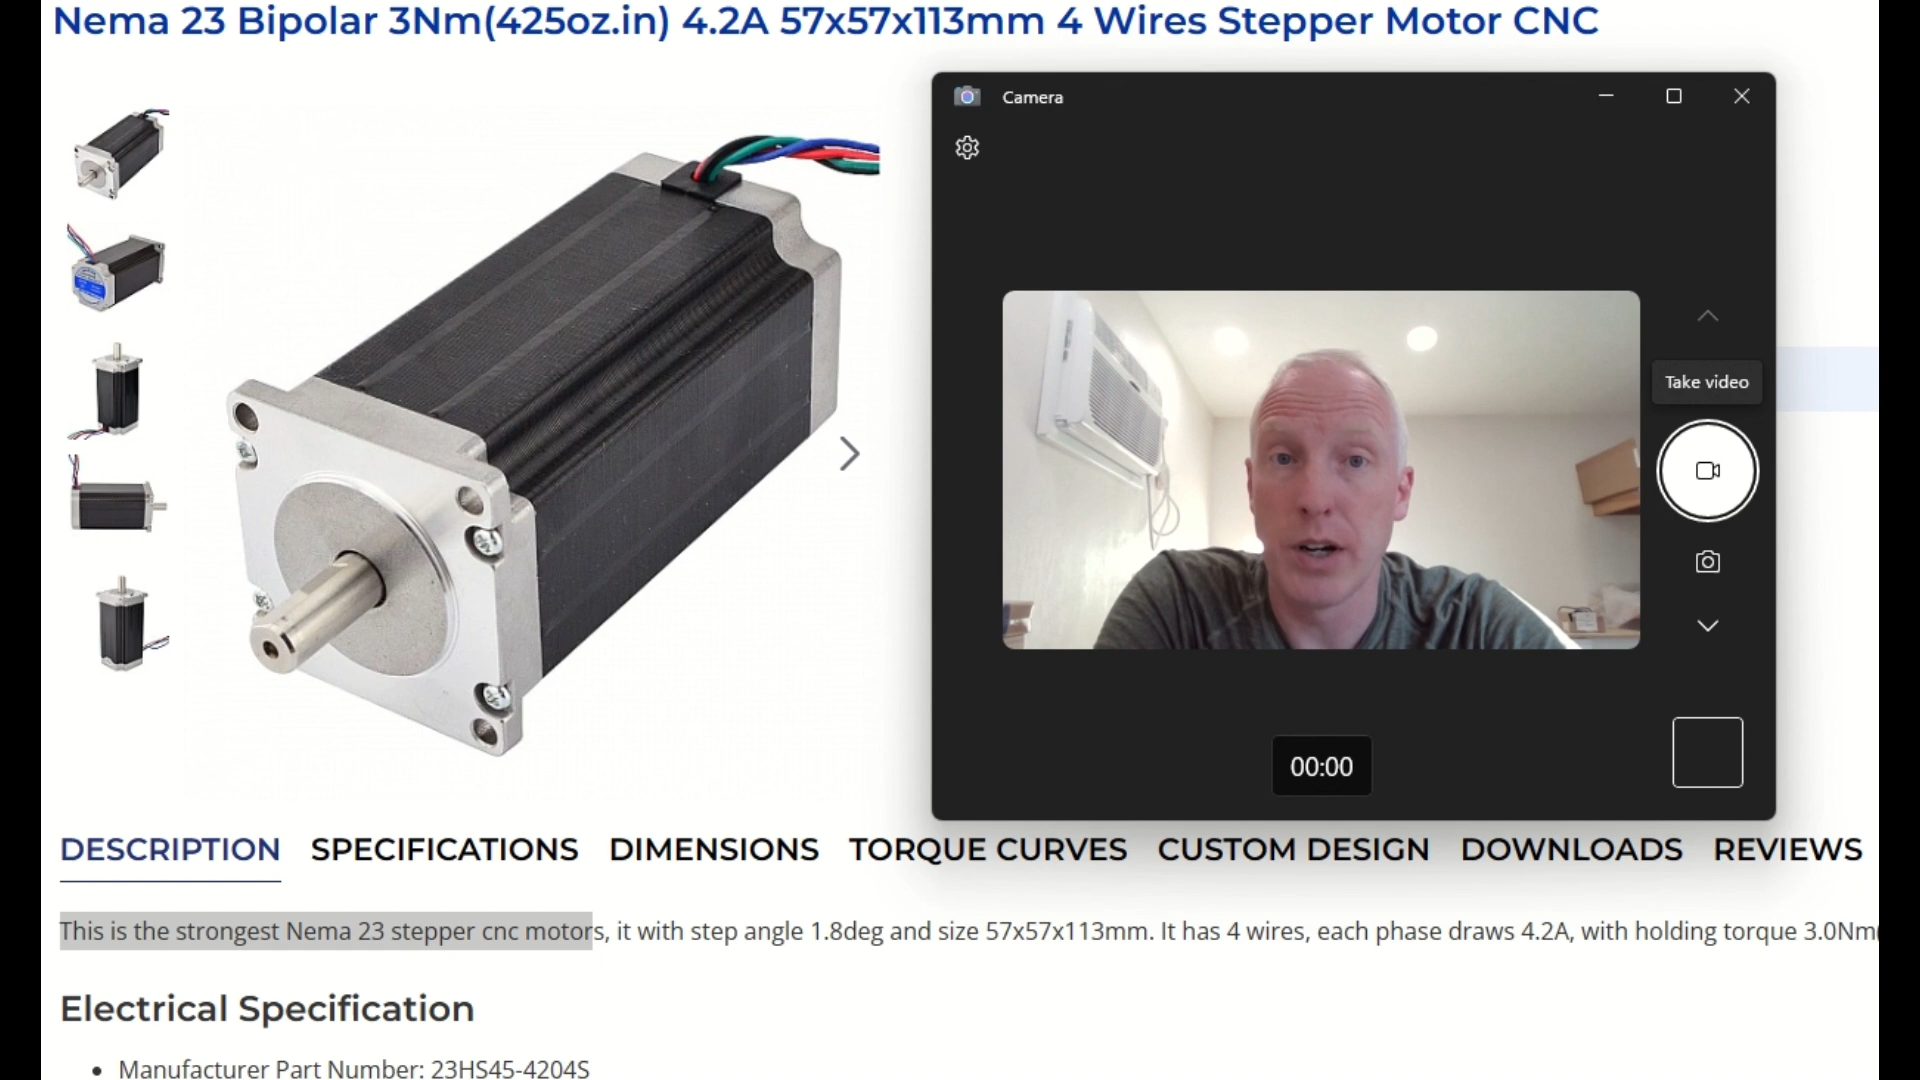 Nema 23 Bipolar 3Nm(425oz.in) 4.2A 57x57x113mm 4 Wires Stepper Motor CNC
Camera
Take video
00:00
DESCRIPTION SPECIFICATIONS DIMENSIONS TORQUE CURVES CUSTOM DESIGN DOWNLOADS REVIEWS
This is the strongest Nema 23 stepper cnc motors, it with step angle 1.8deg and size 57x57x113mm. It has 4 wires, each phase draws 4.2A, with holding torque 3.0Nm(
Electrical Specification
• Manufacturer Part Number: 23HS45-4204S